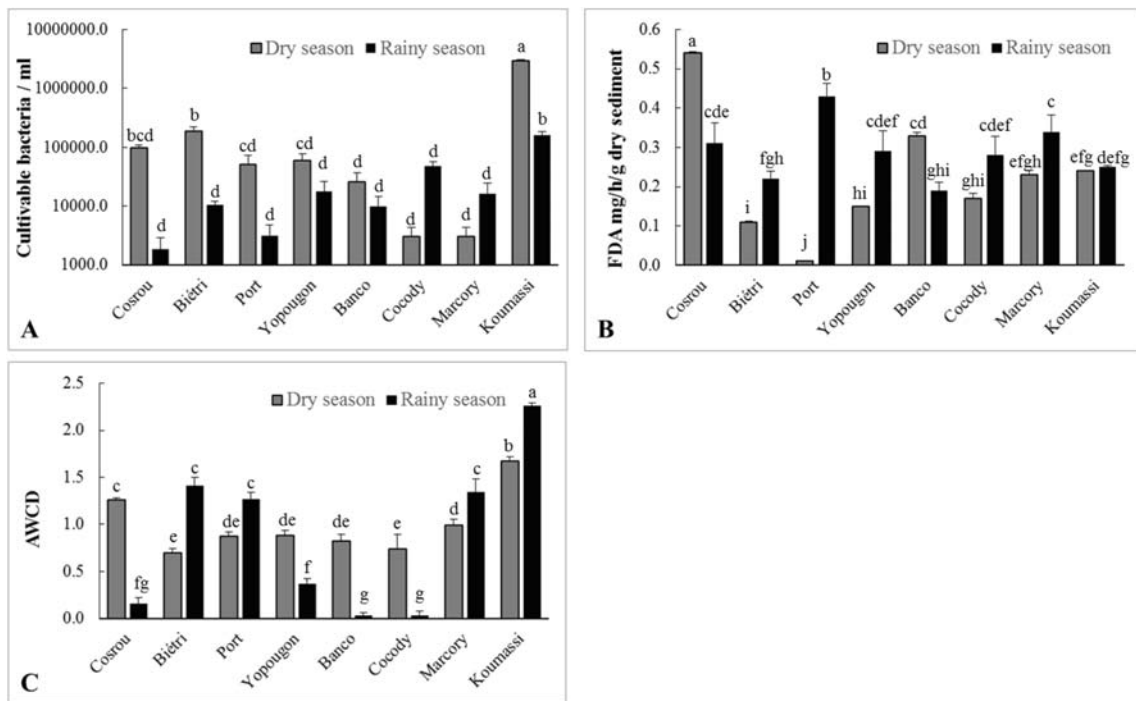 10000000.0
1000000.0
100000.0
10000.0
1000.0
Cultivable bacteria / ml
Dry season Rainy season
bcd d b d cd d cd d d d d d d d a b
Cosrou Biétri Port Yopougon Banco Cocody Marcory Koumassi
A
0.6
0.5
0.4
0.3
0.2
0.1
0.0
FDA mg/h/g dry sediment
Dry season Rainy season
a cde i fgh j b hi cdef cd ghi ghi cdef efgh c efg defg
Cosrou Biétri Port Yopougon Banco Cocody Marcory Koumassi
B
2.5
2.0
1.5
1.0
0.5
0.0
AWCD
Dry season Rainy season
c fg e c de c de f de g e g d c b a
Cosrou Biétri Port Yopougon Banco Cocody Marcory Koumassi
C